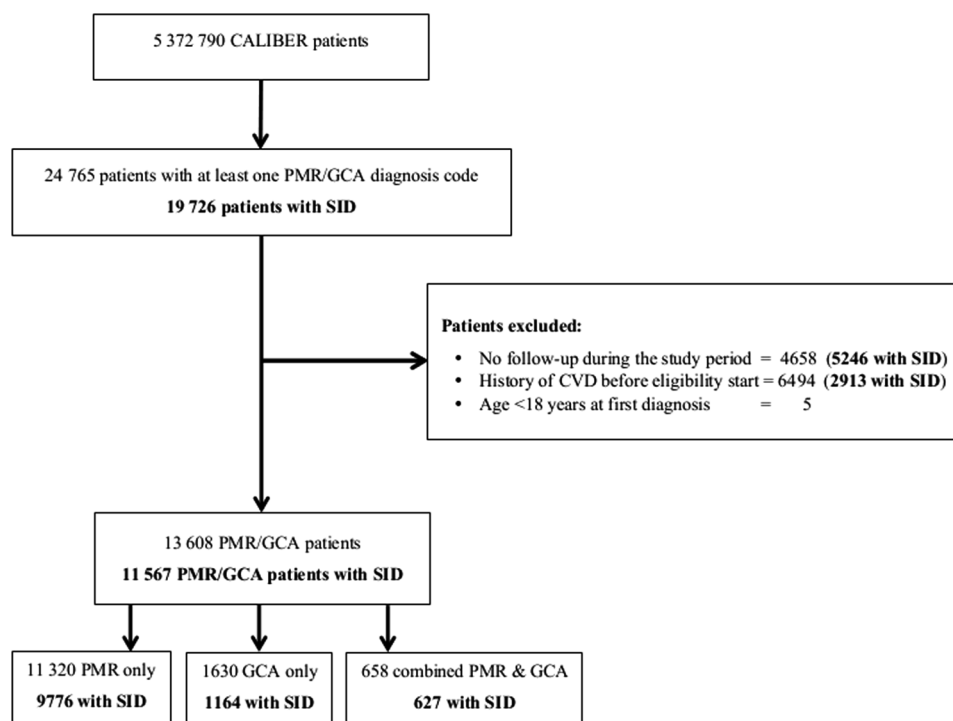 5 372 790 CALIBER patients
24 765 patients with at least one PMR/GCA diagnosis code
19 726 patients with SID
Patients excluded:
• No follow-up during the study period = 4658 (5246 with SID)
• History of CVD before eligibility start = 6494 (2913 with SID)
• Age <18 years at first diagnosis = 5
13 608 PMR/GCA patients
11 567 PMR/GCA patients with SID
11 320 PMR only
9776 with SID
1630 GCA only
1164 with SID
658 combined PMR & GCA
627 with SID